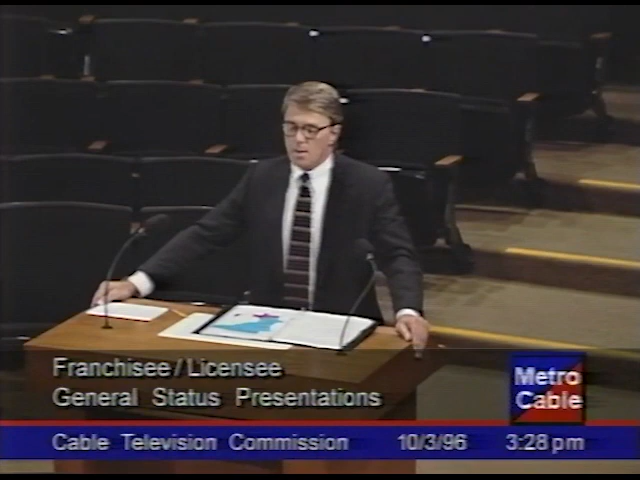 Franchisee/Licensee
General Status Presentations
Metro
Cable
Cable Television Commission 10/3/96 3:28 pm